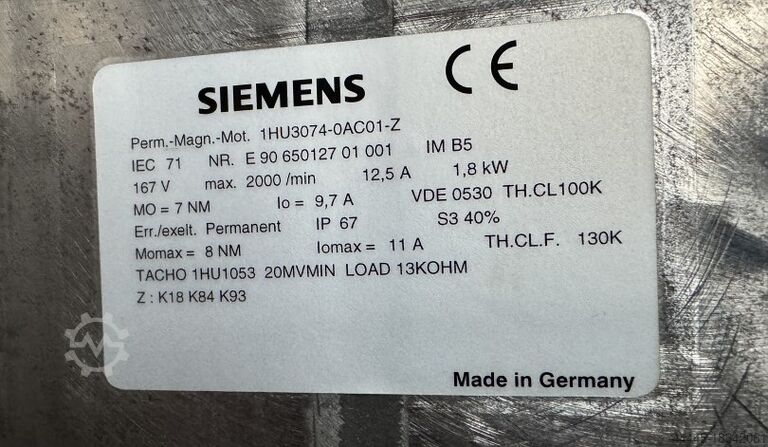 SIEMENS CE
Perm.-Magn.-Mot. 1HU3074-0AC01-Z
IEC 71 NR. E 90 650127 01 001 IM B5
167 V max. 2000 /min 12,5 A 1,8 kW
MO = 7 NM Io = 9,7 A VDE 0530 TH.CL100K
Err./exelt. Permanent IP 67 S3 40%
Momax = 8 NM Iomax = 11 A TH.CL.F. 130K
TACHO 1HU1053 20MVMIN LOAD 13KOHM
Z : K18 K84 K93
Made in Germany